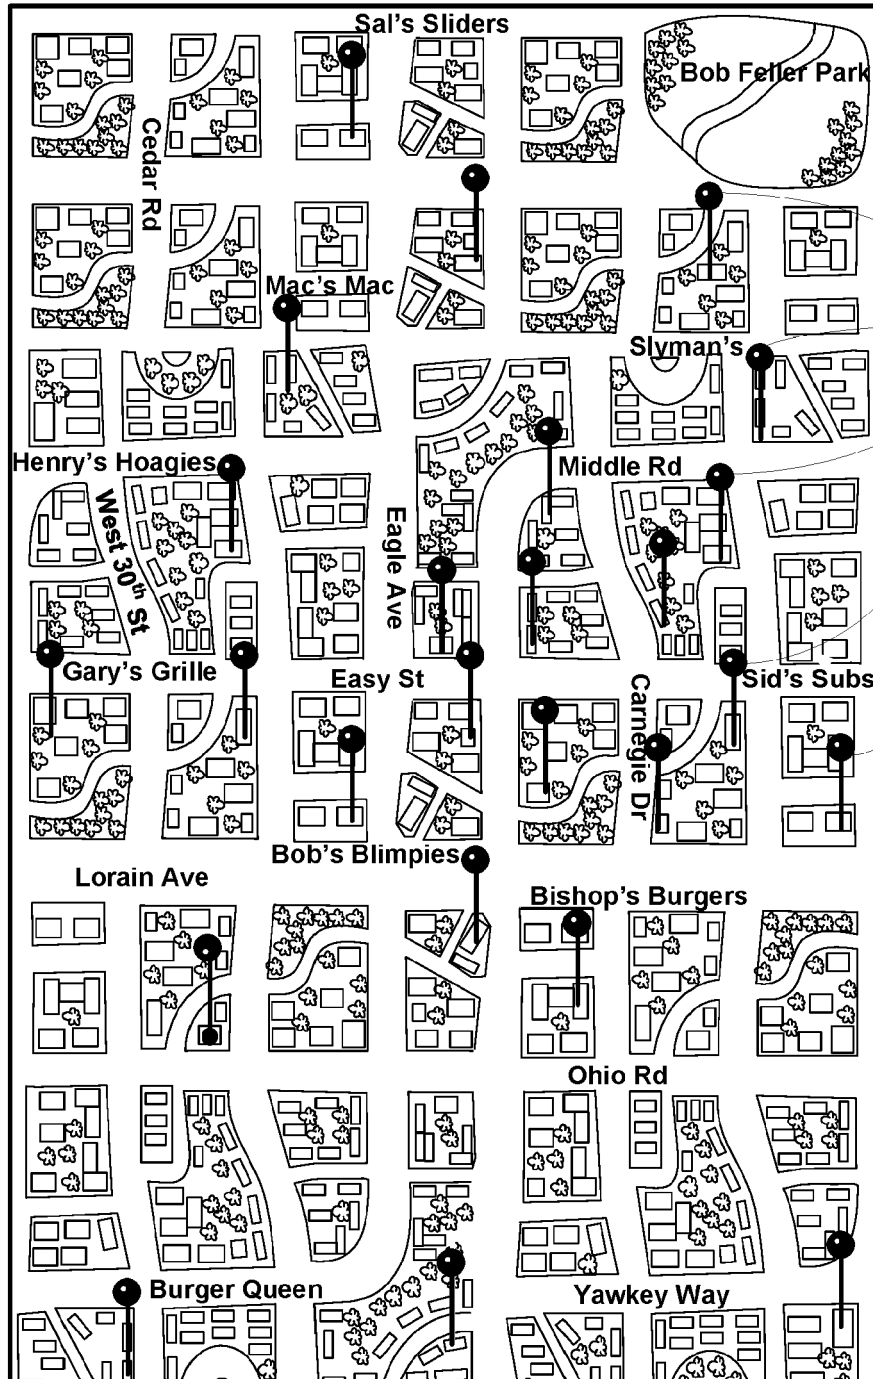 Sal's Sliders
Bob Feller Park
Cedar Rd
Mac's Mac
Slyman's
Henry's Hoagies
Middle Rd
West 30th St
Eagle Ave
Gary's Grille
Easy St
Carnegie Dr
Sid's Subs
Bob's Blimpies
Lorain Ave
Bishop's Burgers
Ohio Rd
Burger Queen
Yawkey Way